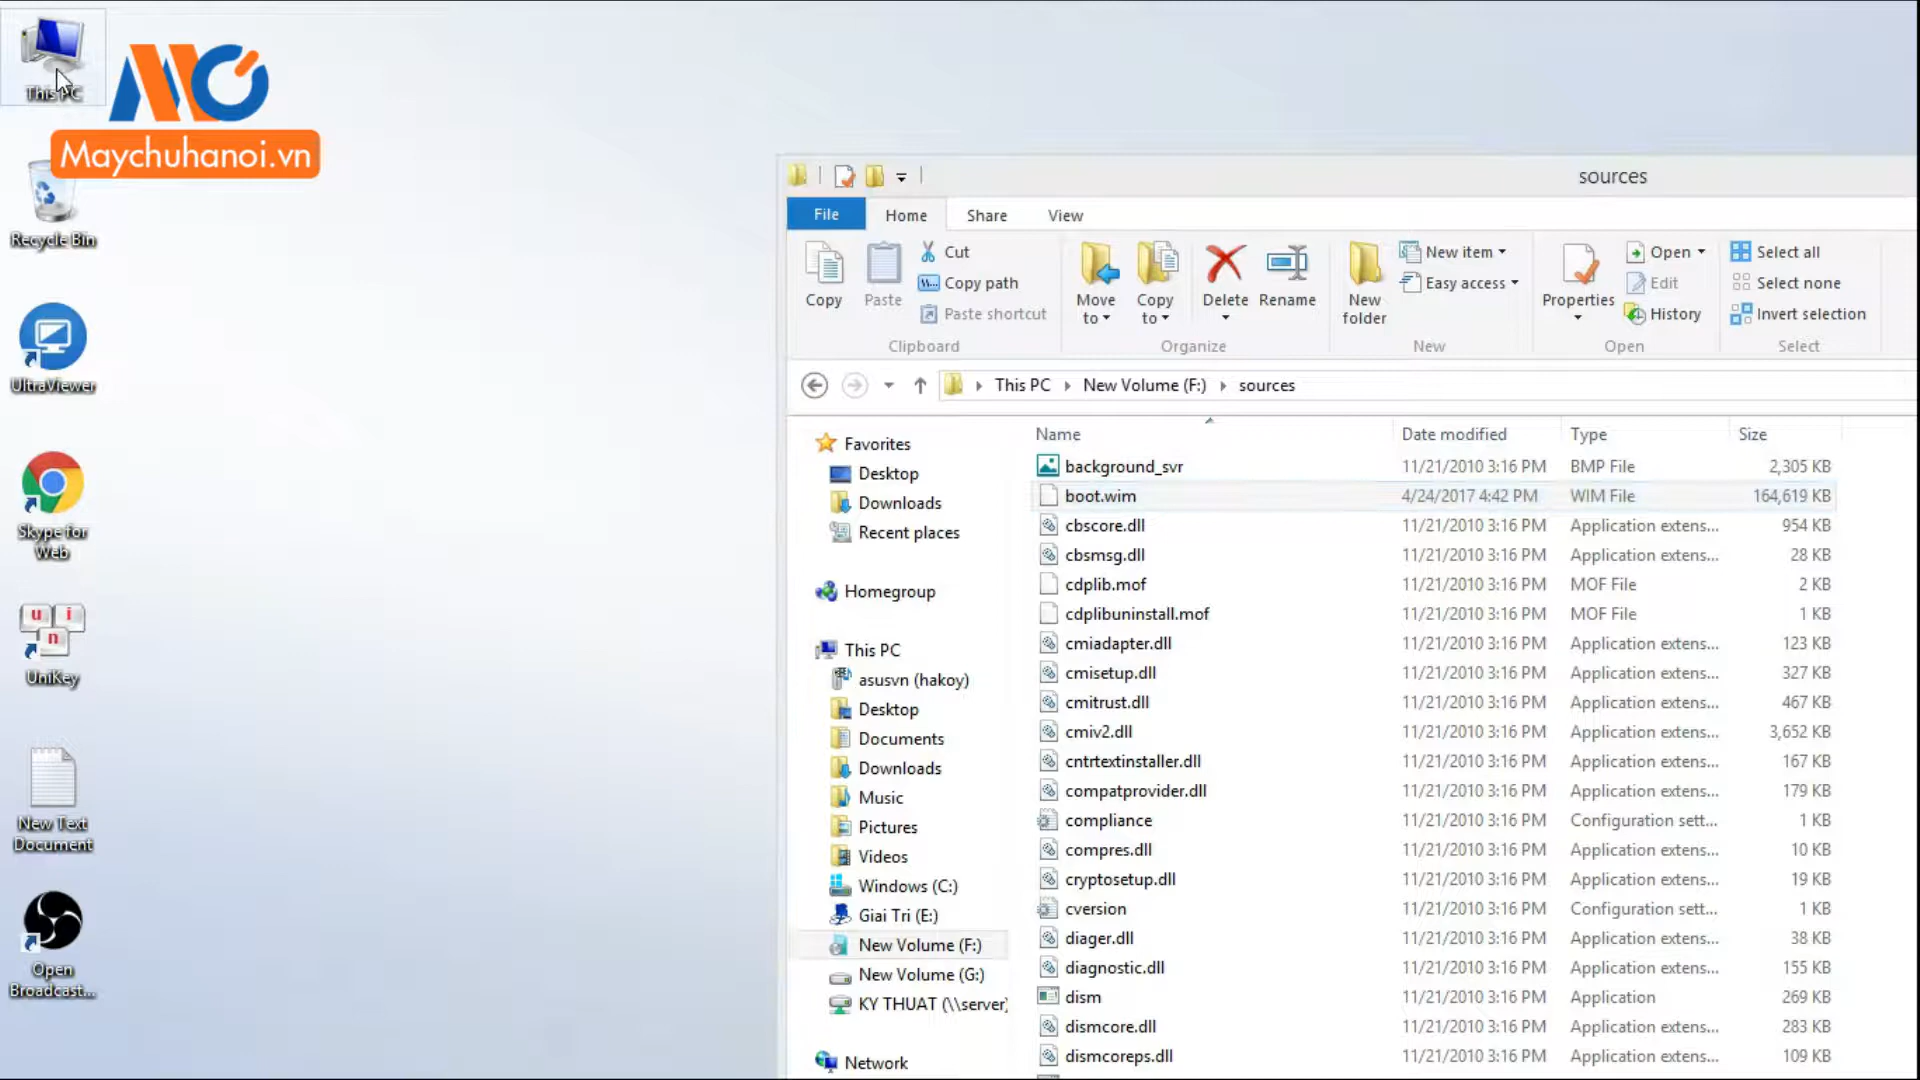 This PC
Maychuhanoi.vn
Recycle Bin
UltraViewer
Skype for
Web
UniKey
New Text
Document
Open
Broadcast...
sources
File
Home
Share
View
Copy
Paste
Cut
Copy path
Paste shortcut
Clipboard
Move
to
Copy
to
Delete
Rename
Organize
New
folder
New item
Easy access
New
Properties
Open
Edit
History
Open
Select all
Select none
Invert selection
Select
This PC
New Volume (F:)
sources
Favorites
Desktop
Downloads
Recent places
Homegroup
This PC
asusvn (hakoy)
Desktop
Documents
Downloads
Music
Pictures
Videos
Windows (C:)
Giai Tri (E:)
New Volume (F:)
New Volume (G:)
KY THUAT (\\server)
Network
Name Date modified Type Size
background_svr 11/21/2010 3:16 PM BMP File 2,305 KB
boot.wim 4/24/2017 4:42 PM WIM File 164,619 KB
cbscore.dll 11/21/2010 3:16 PM Application extens... 954 KB
cbsmsg.dll 11/21/2010 3:16 PM Application extens... 28 KB
cdplib.mof 11/21/2010 3:16 PM MOF File 2 KB
cdplibuninstall.mof 11/21/2010 3:16 PM MOF File 1 KB
cmiadapter.dll 11/21/2010 3:16 PM Application extens... 123 KB
cmisetup.dll 11/21/2010 3:16 PM Application extens... 327 KB
cmitrust.dll 11/21/2010 3:16 PM Application extens... 467 KB
cmiv2.dll 11/21/2010 3:16 PM Application extens... 3,652 KB
cntrtextinstaller.dll 11/21/2010 3:16 PM Application extens... 167 KB
compatprovider.dll 11/21/2010 3:16 PM Application extens... 179 KB
compliance 11/21/2010 3:16 PM Configuration sett... 1 KB
compres.dll 11/21/2010 3:16 PM Application extens... 10 KB
cryptosetup.dll 11/21/2010 3:16 PM Application extens... 19 KB
cversion 11/21/2010 3:16 PM Configuration sett... 1 KB
diager.dll 11/21/2010 3:16 PM Application extens... 38 KB
diagnostic.dll 11/21/2010 3:16 PM Application extens... 155 KB
dism 11/21/2010 3:16 PM Application 269 KB
dismcore.dll 11/21/2010 3:16 PM Application extens... 283 KB
dismcoreps.dll 11/21/2010 3:16 PM Application extens... 109 KB